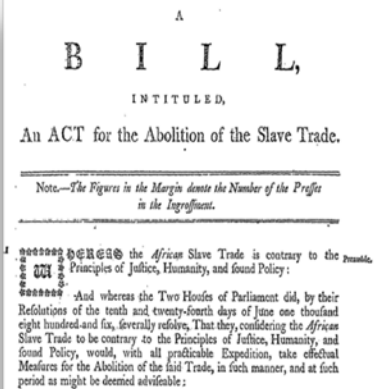 A
BILL,
INTITULED,
An ACT for the Abolition of the Slave Trade.
Note.—The Figures in the Margin denote the Number of the Presses
in the Ingrossment.
1 WHEREAS the African Slave Trade is contrary to the Preamble.
Principles of Justice, Humanity, and sound Policy:
And whereas the Two Houses of Parliament did, by their
Resolutions of the tenth and twenty-fourth days of June one thousand
eight hundred and six, severally resolve, That they, considering the African
Slave Trade to be contrary to the Principles of Justice, Humanity, and
sound Policy, would, with all practicable Expedition, take effectual
Measures for the Abolition of the said Trade, in such manner, and at such
period as might be deemed adviseable;